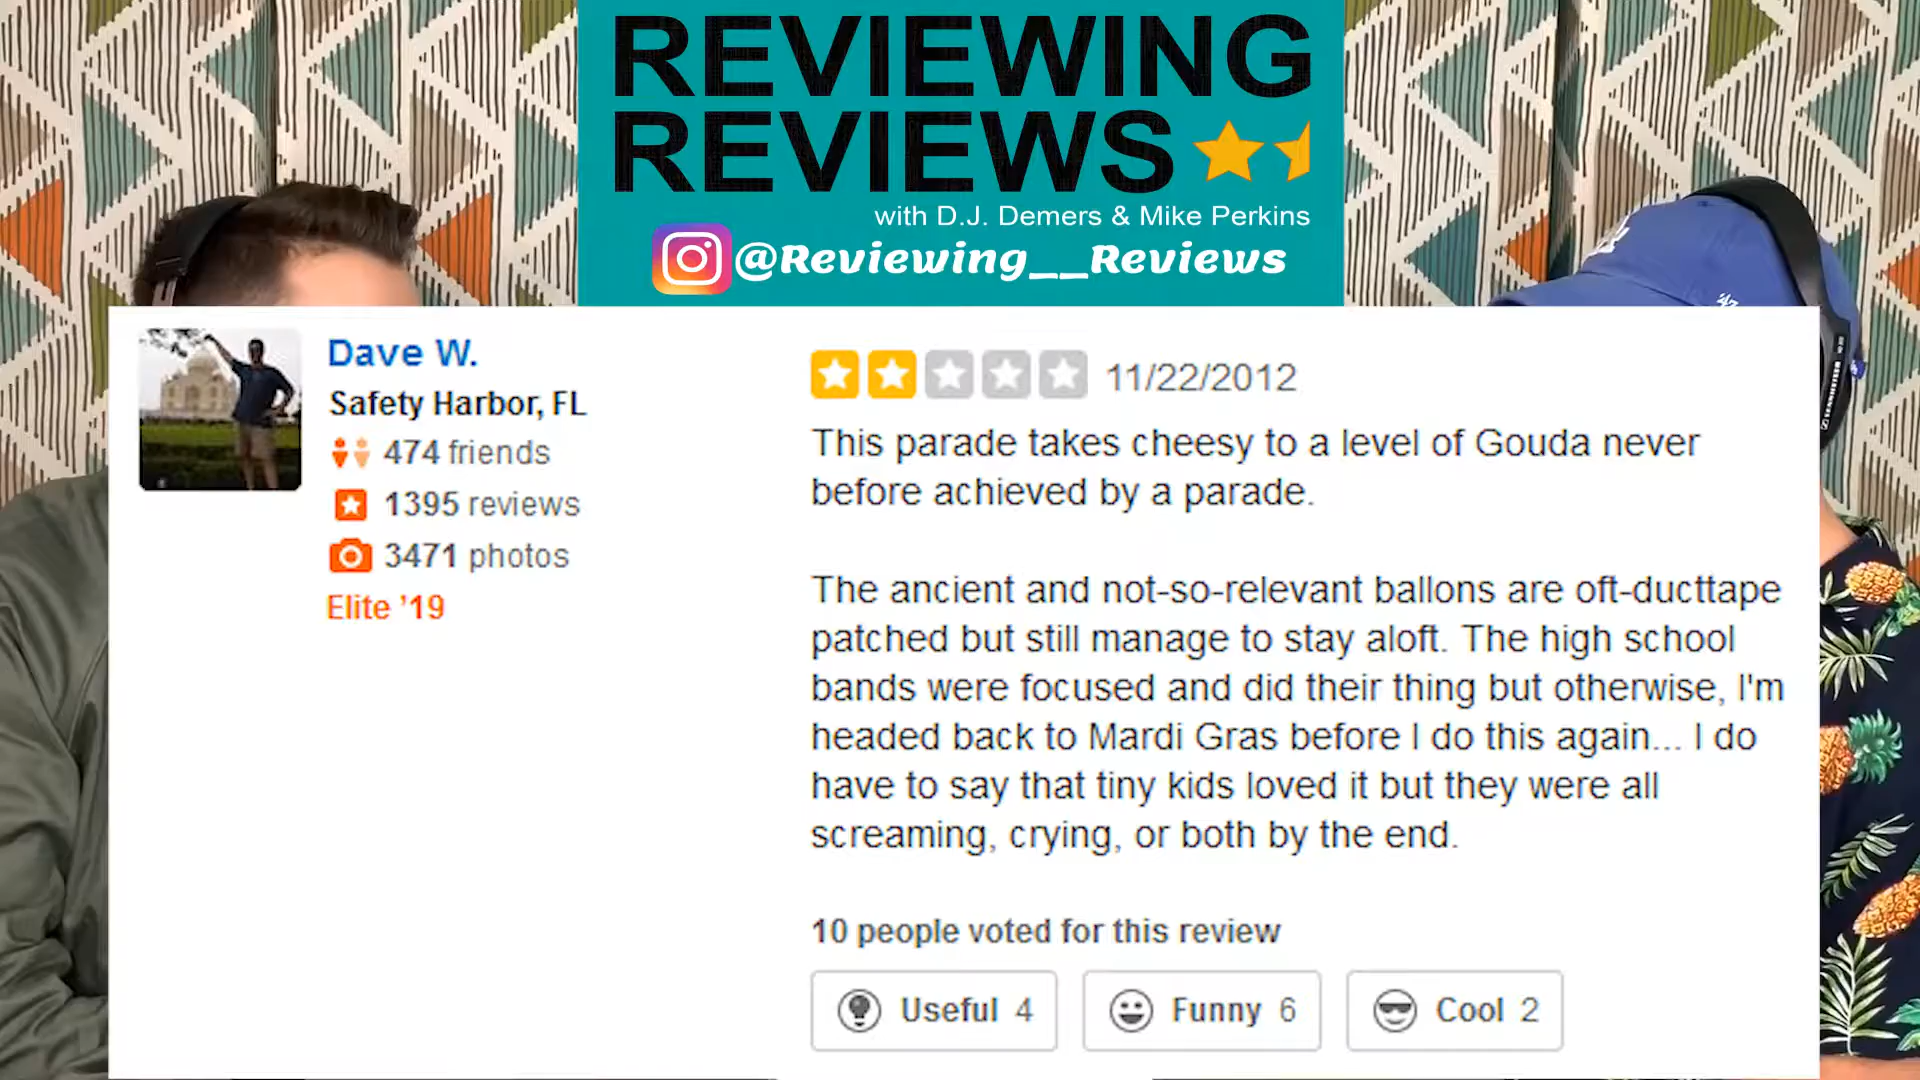 REVIEWING
REVIEWS
with D.J. Demers & Mike Perkins
@Reviewing__Reviews
Dave W.
Safety Harbor, FL
474 friends
1395 reviews
3471 photos
Elite ’19
11/22/2012
This parade takes cheesy to a level of Gouda never
before achieved by a parade.
The ancient and not-so-relevant ballons are oft-ducttape
patched but still manage to stay aloft. The high school
bands were focused and did their thing but otherwise, I'm
headed back to Mardi Gras before I do this again... I do
have to say that tiny kids loved it but they were all
screaming, crying, or both by the end.
10 people voted for this review
Useful 4
Funny 6
Cool 2
SENNHEISER
'47